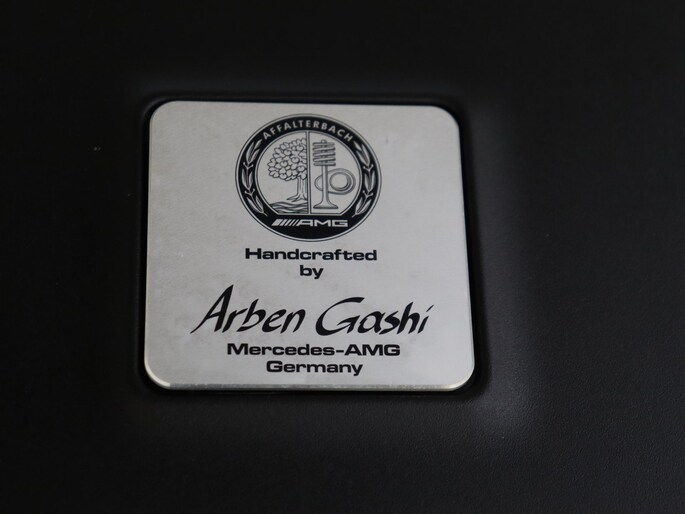 AFFALTERBACH
AMG
Handcrafted
by
Arben Gashi
Mercedes-AMG
Germany